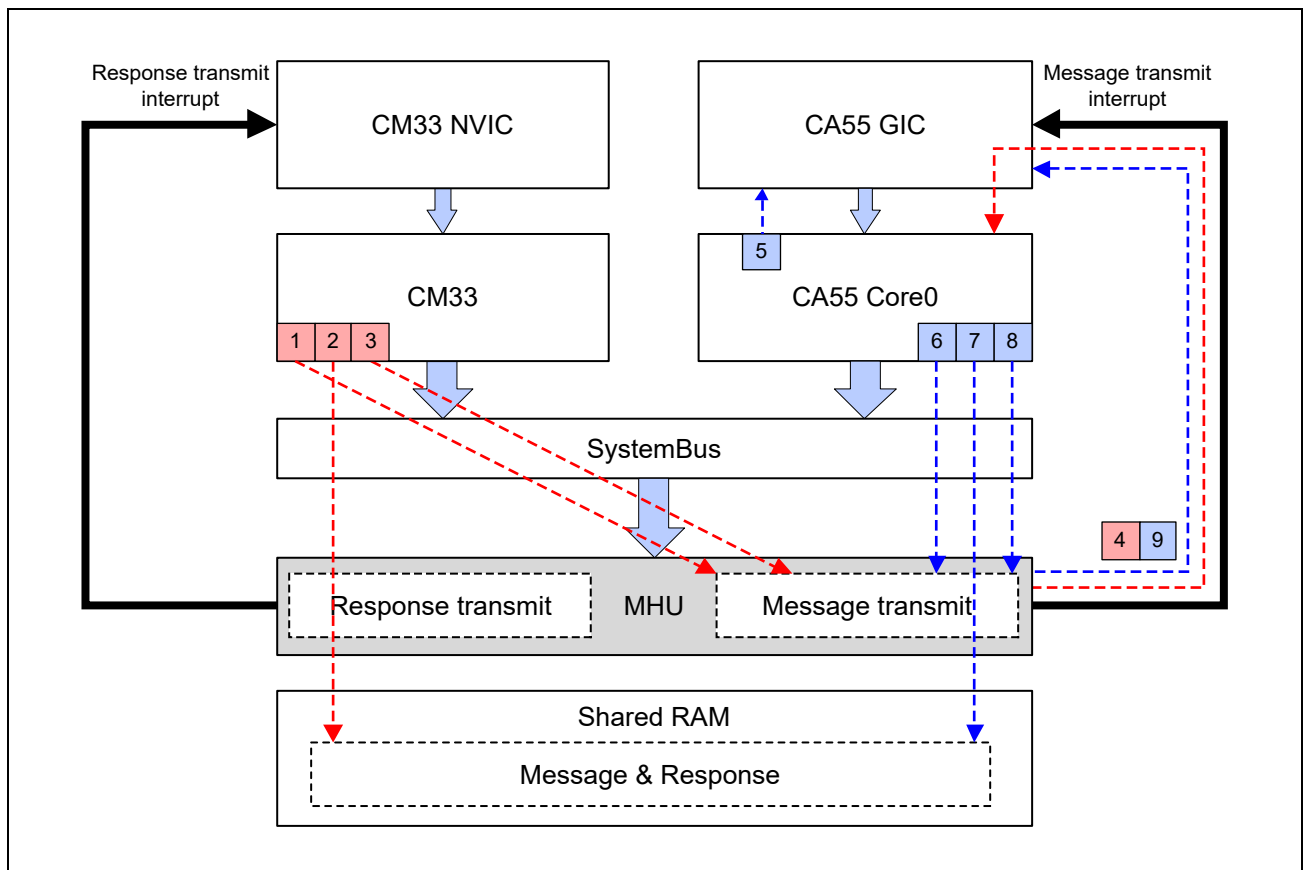 Response transmit
interrupt
CM33 NVIC
CA55 GIC
Message transmit
interrupt
5
CM33
CA55 Core0
1 2 3
6 7 8
SystemBus
4 9
Response transmit
MHU
Message transmit
Shared RAM
Message & Response